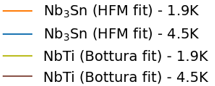 Nb₃Sn (HFM fit) - 1.9K
Nb₃Sn (HFM fit) - 4.5K
NbTi (Bottura fit) - 1.9K
NbTi (Bottura fit) - 4.5K